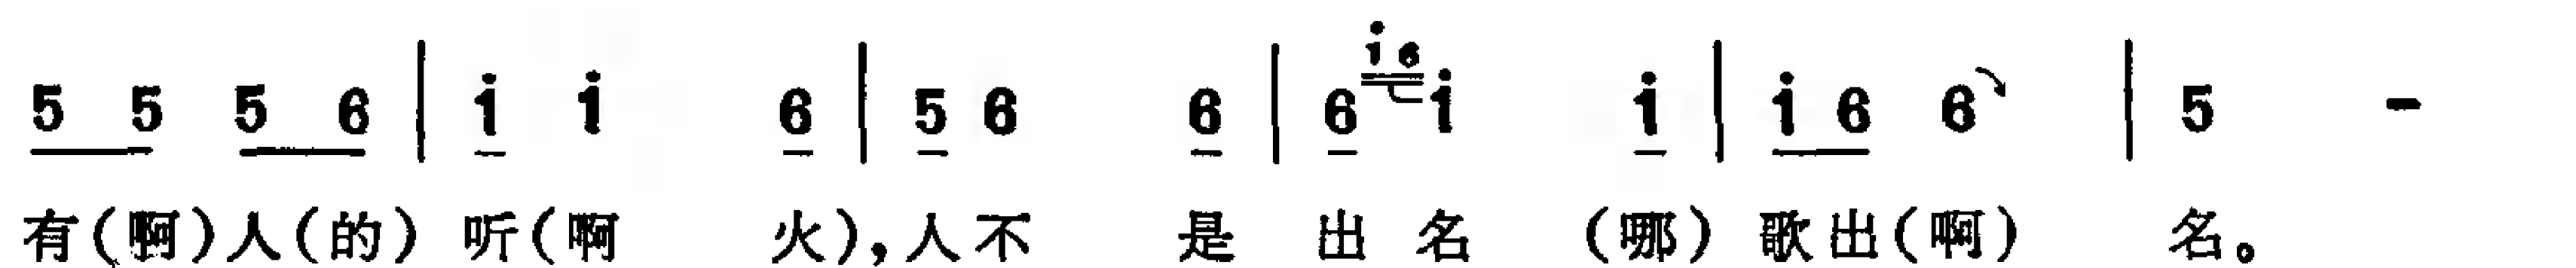 i 6
5 5 5 6 | i i 6 | 5 6 6 | 6 i i | i 6 6 | 5 -
有(啊)人(的) 听(啊 火),人不 是 出 名 (哪) 歌出(啊) 名。